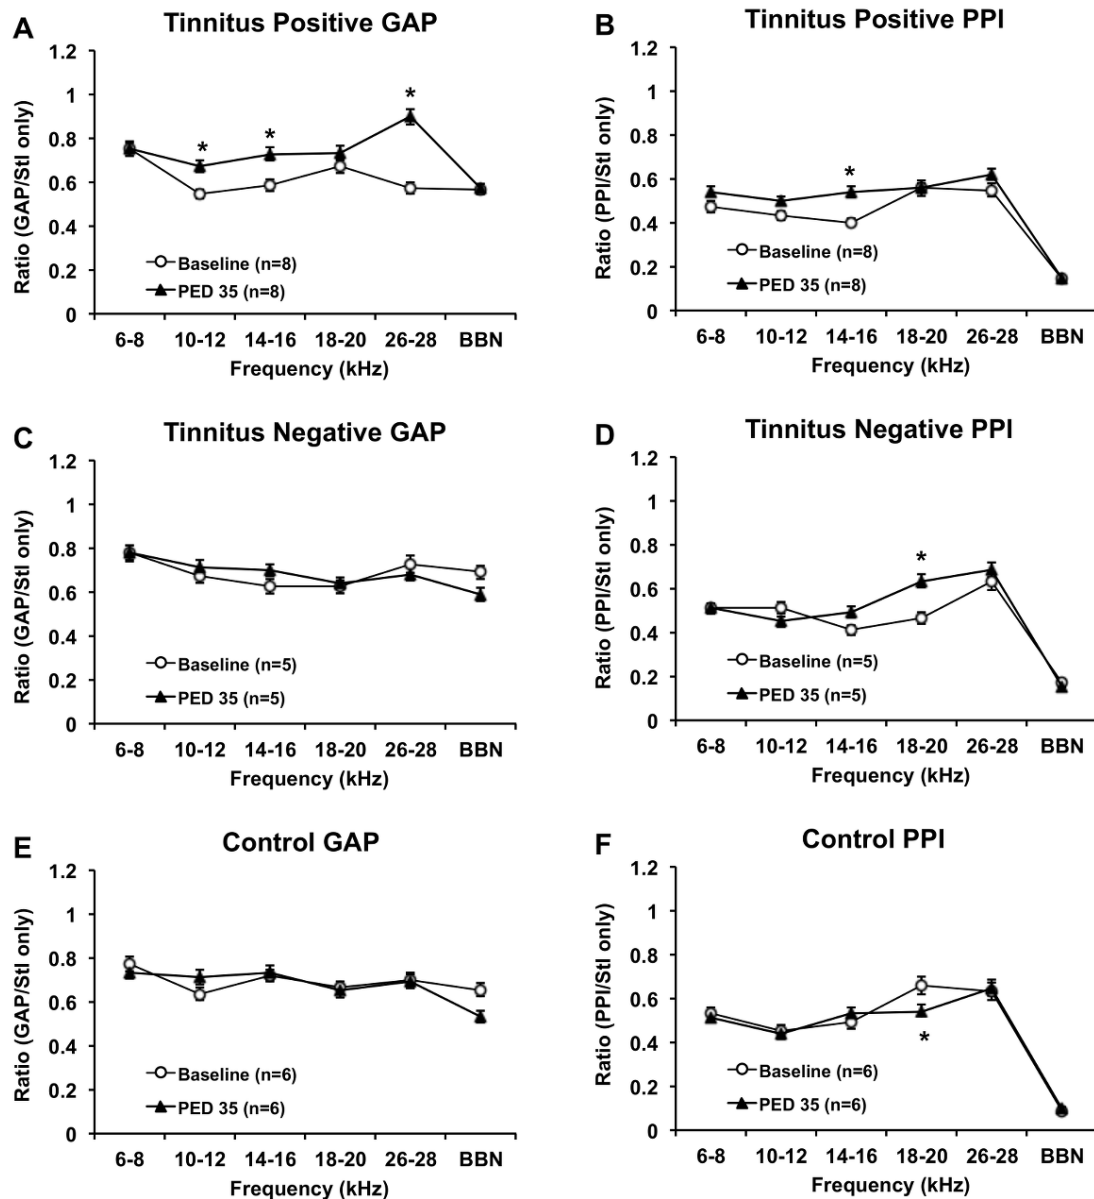 A
Tinnitus Positive GAP
Ratio (GAP/Stl only)
1.2
1
0.8
0.6
0.4
0.2
0
*
*
*
Baseline (n=8)
PED 35 (n=8)
6-8 10-12 14-16 18-20 26-28 BBN
Frequency (kHz)
B
Tinnitus Positive PPI
Ratio (PPI/Stl only)
1.2
1
0.8
0.6
0.4
0.2
0
*
Baseline (n=8)
PED 35 (n=8)
6-8 10-12 14-16 18-20 26-28 BBN
Frequency (kHz)
C
Tinnitus Negative GAP
Ratio (GAP/Stl only)
1.2
1
0.8
0.6
0.4
0.2
0
Baseline (n=5)
PED 35 (n=5)
6-8 10-12 14-16 18-20 26-28 BBN
Frequency (kHz)
D
Tinnitus Negative PPI
Ratio (PPI/Stl only)
1.2
1
0.8
0.6
0.4
0.2
0
*
Baseline (n=5)
PED 35 (n=5)
6-8 10-12 14-16 18-20 26-28 BBN
Frequency (kHz)
E
Control GAP
Ratio (GAP/Stl only)
1.2
1
0.8
0.6
0.4
0.2
0
Baseline (n=6)
PED 35 (n=6)
6-8 10-12 14-16 18-20 26-28 BBN
Frequency (kHz)
F
Control PPI
Ratio (PPI/Stl only)
1.2
1
0.8
0.6
0.4
0.2
0
*
Baseline (n=6)
PED 35 (n=6)
6-8 10-12 14-16 18-20 26-28 BBN
Frequency (kHz)